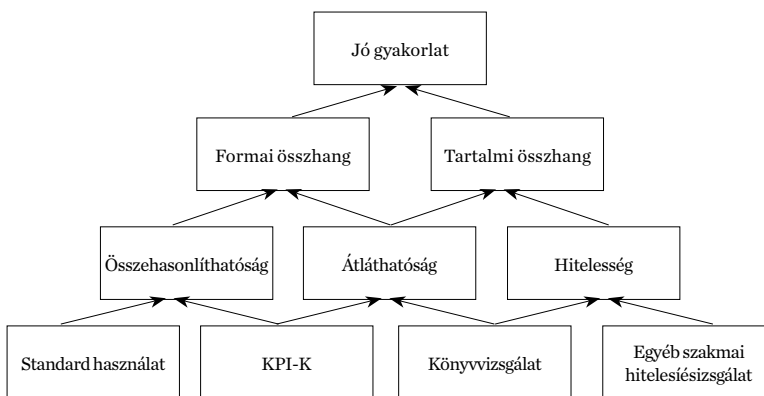 Jó gyakorlat
Formai összhang
Tartalmi összhang
Összehasonlíthatóság
Átláthatóság
Hitelesség
Standard használat
KPI-K
Könyvvizsgálat
Egyéb szakmai
hitelesíésizsgálat